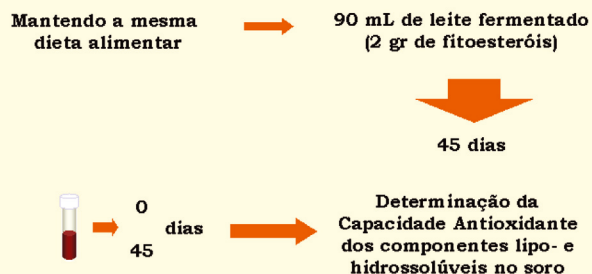 Mantendo a mesma
dieta alimentar
90 mL de leite fermentado
(2 gr de fitoesteróis)
45 dias
0
45
dias
Determinação da
Capacidade Antioxidante
dos componentes lipo- e
hidrossolúveis no soro